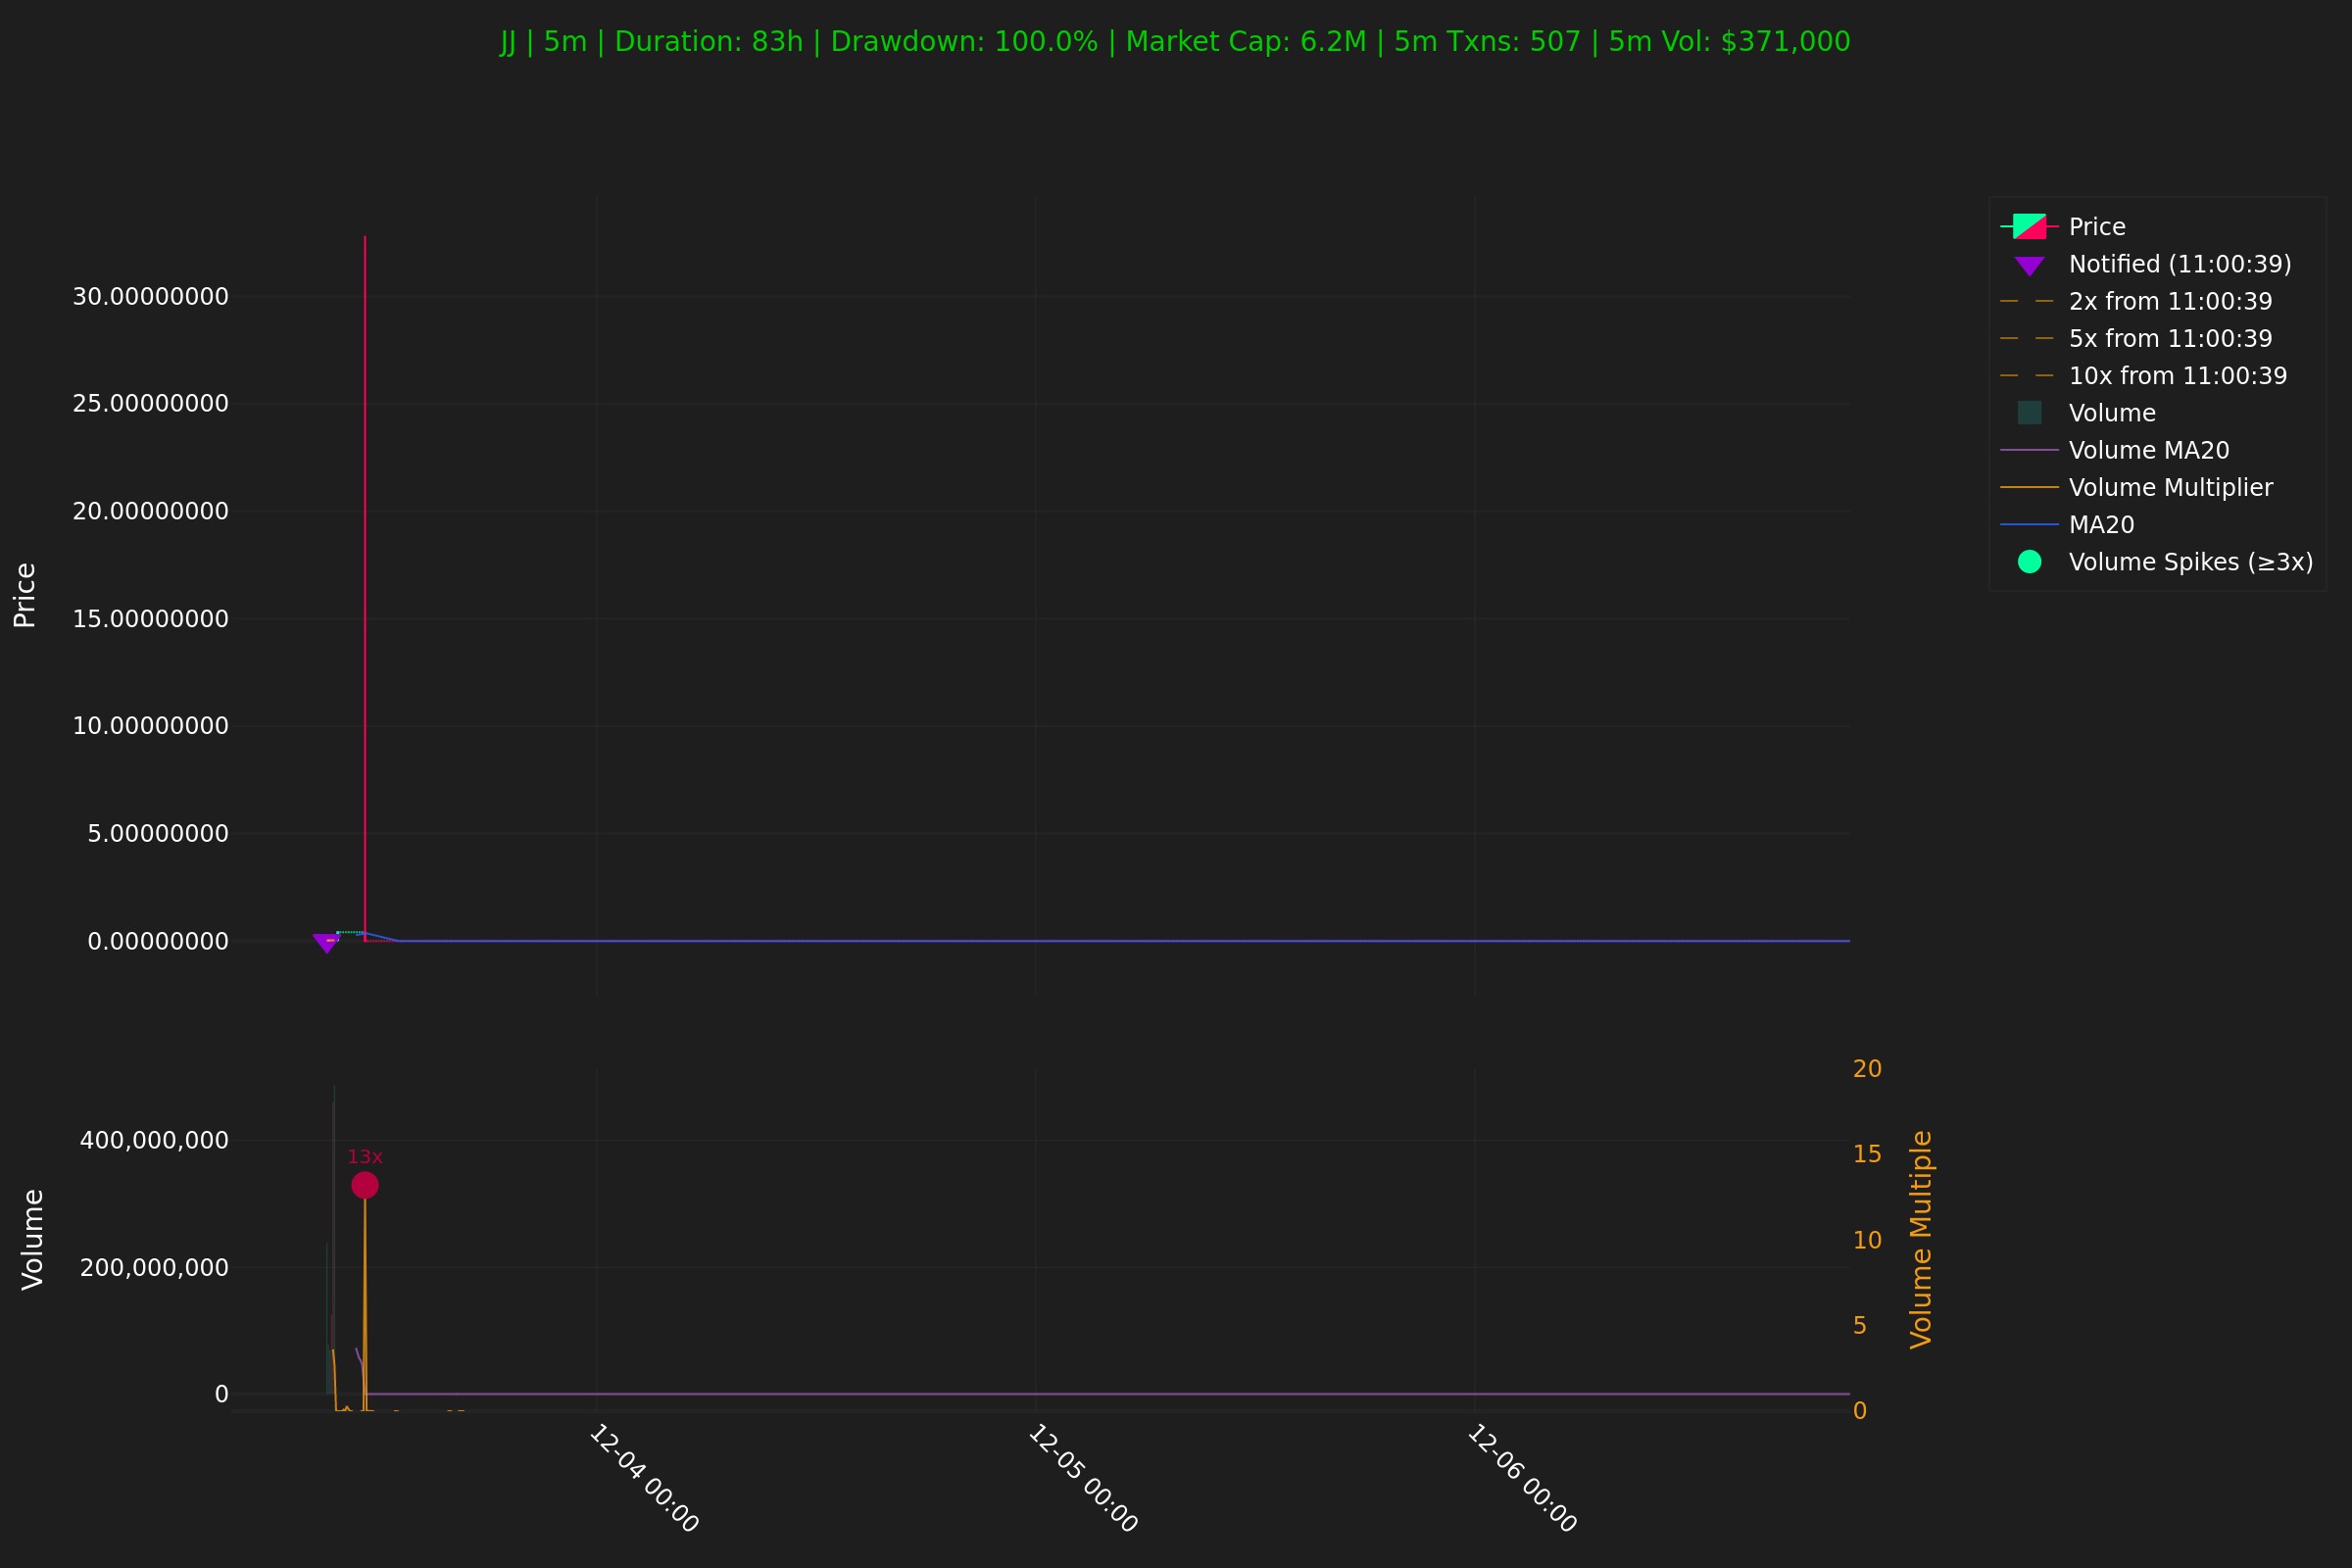 JJ | 5m | Duration: 83h | Drawdown: 100.0% | Market Cap: 6.2M | 5m Txns: 507 | 5m Vol: $371,000
Price
30.00000000
25.00000000
20.00000000
15.00000000
10.00000000
5.00000000
0.00000000
Price
Notified (11:00:39)
2x from 11:00:39
5x from 11:00:39
10x from 11:00:39
Volume
Volume MA20
Volume Multiplier
MA20
Volume Spikes (≥3x)
Volume
400,000,000
200,000,000
0
13x
20
15
10
5
0
Volume Multiple
12-04 00:00
12-05 00:00
12-06 00:00